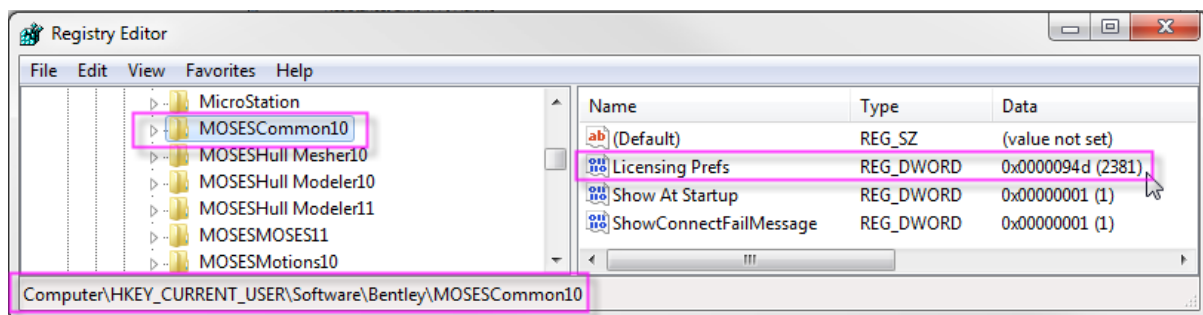 Registry Editor
File Edit View Favorites Help
MicroStation
MOSESCommon10
MOSESHull Mesher10
MOSESHull Modeler10
MOSESHull Modeler11
MOSESMOSES11
MOSESMotions10
Name Type Data
ab (Default) REG_SZ (value not set)
Licensing Prefs REG_DWORD 0x0000094d (2381)
Show At Startup REG_DWORD 0x00000001 (1)
ShowConnectFailMessage REG_DWORD 0x00000001 (1)
Computer\HKEY_CURRENT_USER\Software\Bentley\MOSESCommon10